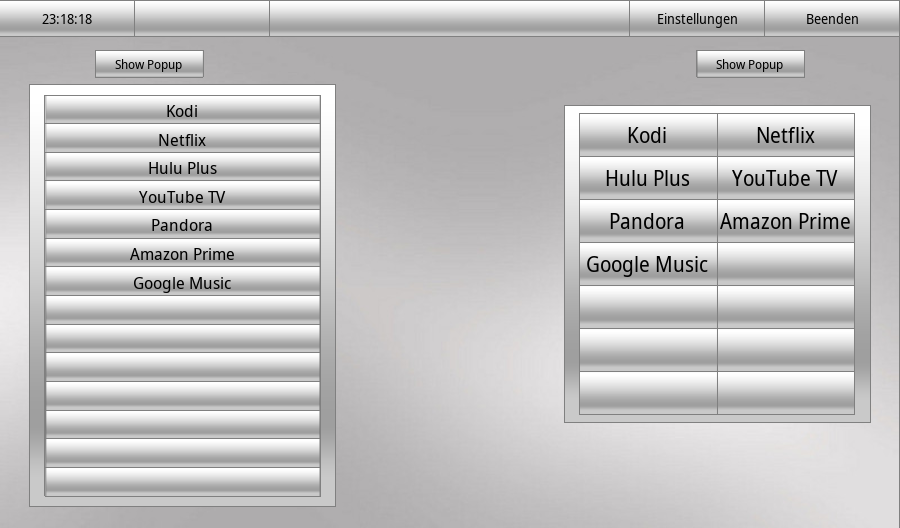 23:18:18
Einstellungen
Beenden
Show Popup
Show Popup
Kodi
Netflix
Hulu Plus
YouTube TV
Pandora
Amazon Prime
Google Music
Kodi Netflix
Hulu Plus YouTube TV
Pandora Amazon Prime
Google Music